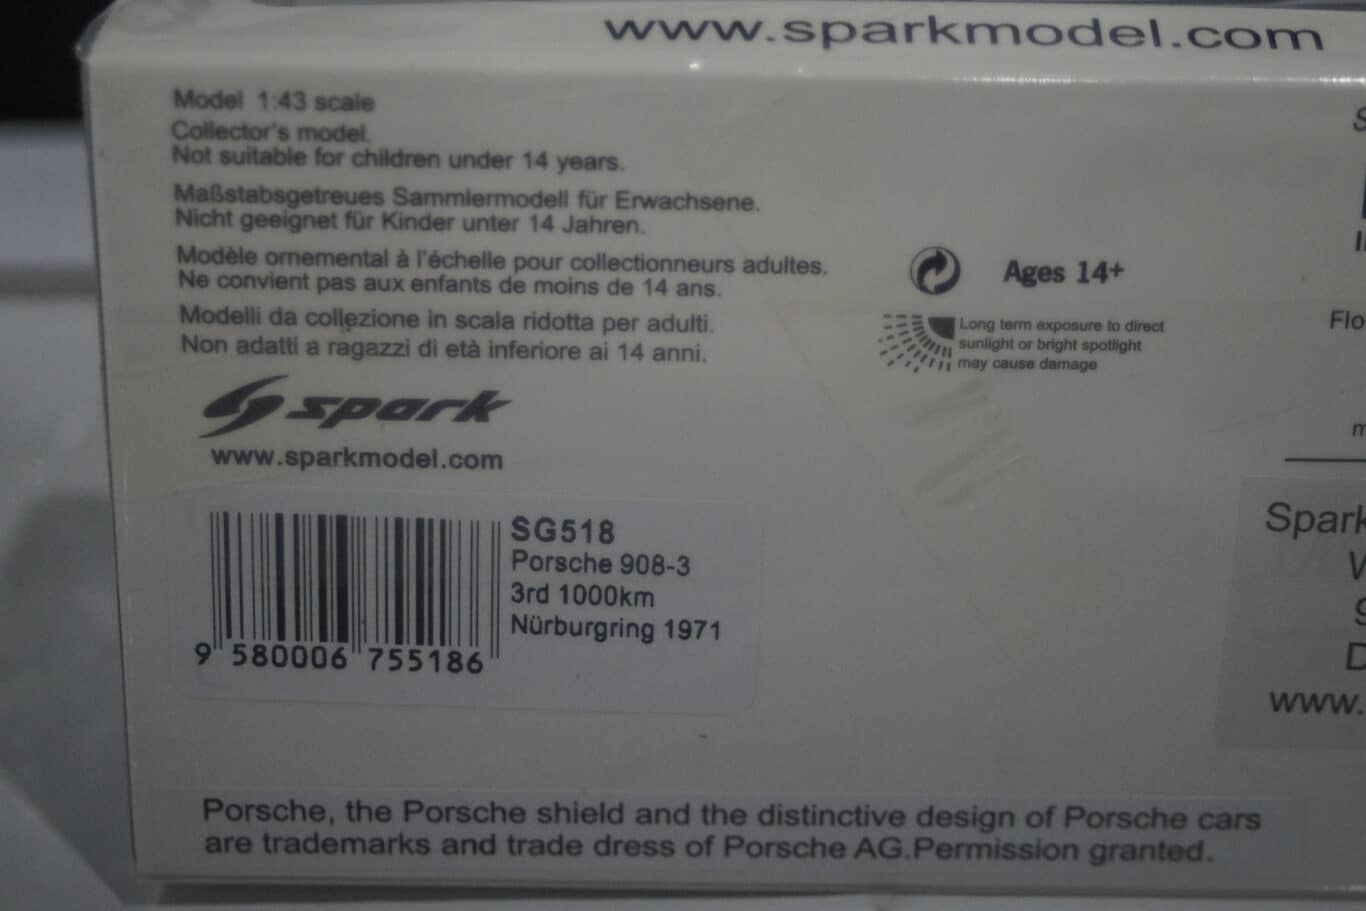 www.sparkmodel.com
Model 1:43 scale
Collector's model.
Not suitable for children under 14 years.
Maßstabsgetreues Sammlermodell für Erwachsene.
Nicht geeignet für Kinder unter 14 Jahren.
Modèle ornemental à l'échelle pour collectionneurs adultes.
Ne convient pas aux enfants de moins de 14 ans.
Modelli da collezione in scala ridotta per adulti.
Non adatti a ragazzi di età inferiore ai 14 anni.
Ages 14+
Long term exposure to direct
sunlight or bright spotlight
may cause damage
spark
www.sparkmodel.com
SG518
Porsche 908-3
3rd 1000km
Nürburgring 1971
9 580006 755186
Porsche, the Porsche shield and the distinctive design of Porsche cars
are trademarks and trade dress of Porsche AG.Permission granted.
Flo
Spark
www.